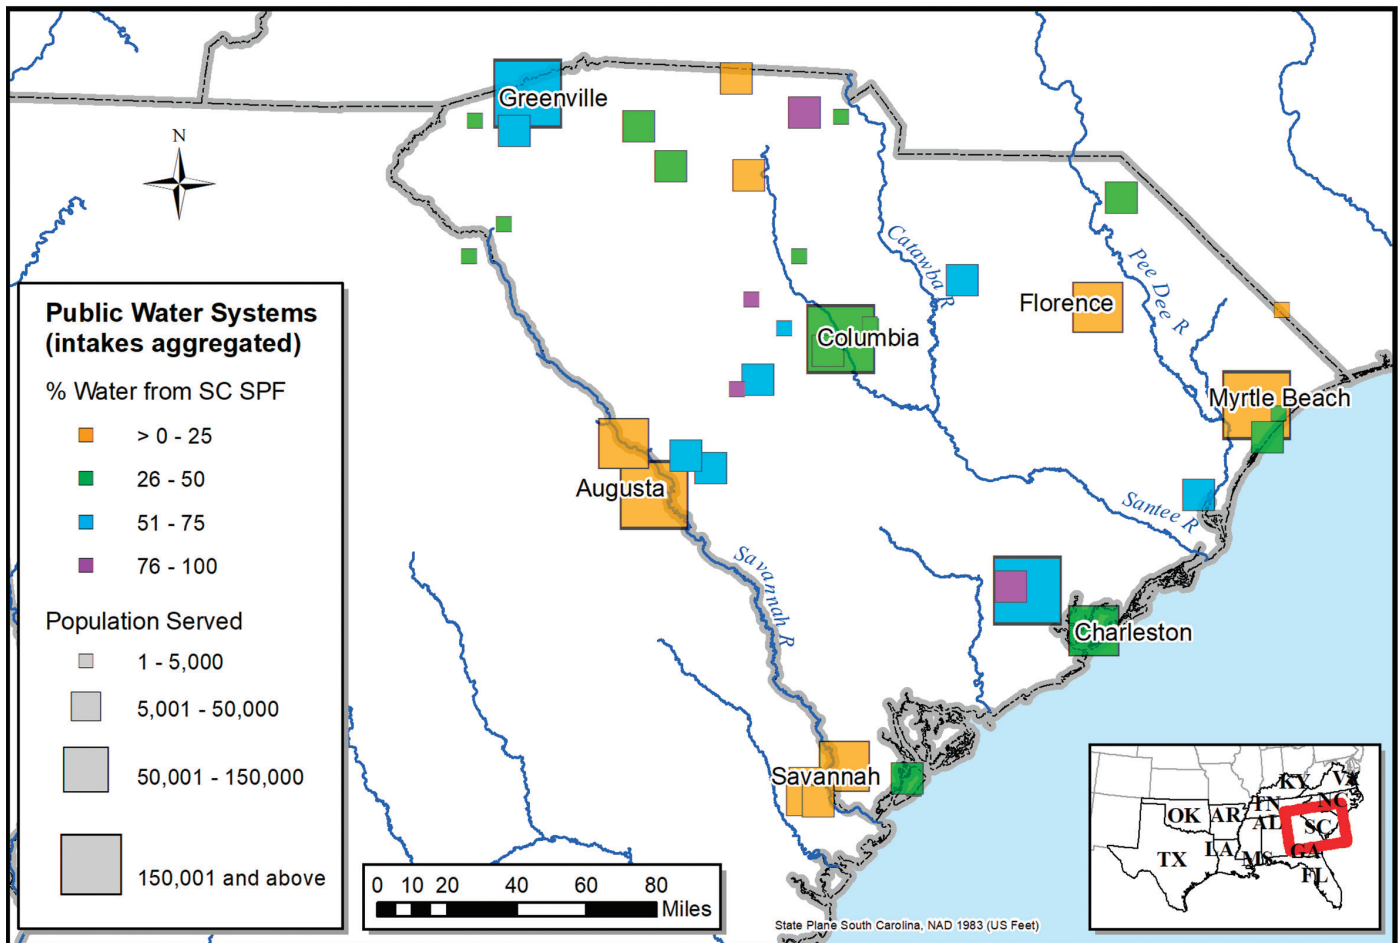 Greenville
N
Catawba R
Pee Dee R
Florence
Columbia
Myrtle Beach
Augusta
Santee R
Savannah R
Charleston
Savannah
Public Water Systems
(intakes aggregated)
% Water from SC SPF
> 0 - 25
26 - 50
51 - 75
76 - 100
Population Served
1 - 5,000
5,001 - 50,000
50,001 - 150,000
150,001 and above
0 10 20 40 60 80
Miles
State Plane South Carolina, NAD 1983 (US Feet)
KY VA
TN NC
OK AR AL SC
TX LA MS GA
FL